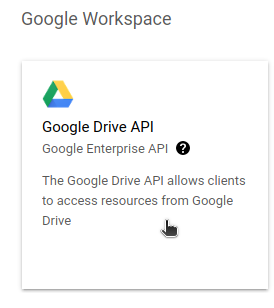 Google Workspace
Google Drive API
Google Enterprise API ?
The Google Drive API allows clients
to access resources from Google
Drive